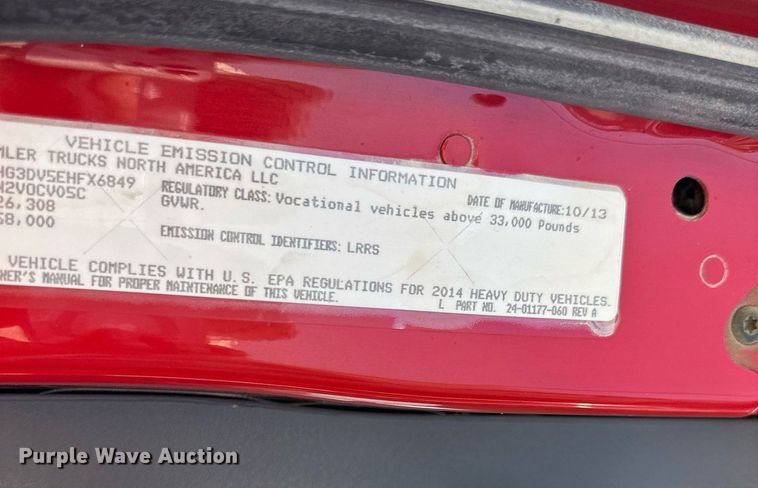 VEHICLE EMISSION CONTROL INFORMATION
MLER TRUCKS NORTH AMERICA LLC
HG3DV5EHFX6849
REGULATORY CLASS: Vocational vehicles above 33,000 Pounds
DATE OF MANUFACTURE: 10/13
N2VOCV05C
GVWR.
26,308
58,000
EMISSION CONTROL IDENTIFIERS: LRRS
VEHICLE COMPLIES WITH U.S. EPA REGULATIONS FOR 2014 HEAVY DUTY VEHICLES.
NER'S MANUAL FOR PROPER MAINTENANCE OF THIS VEHICLE.
L PART NO. 24-01177-060 REV A
Purple Wave Auction